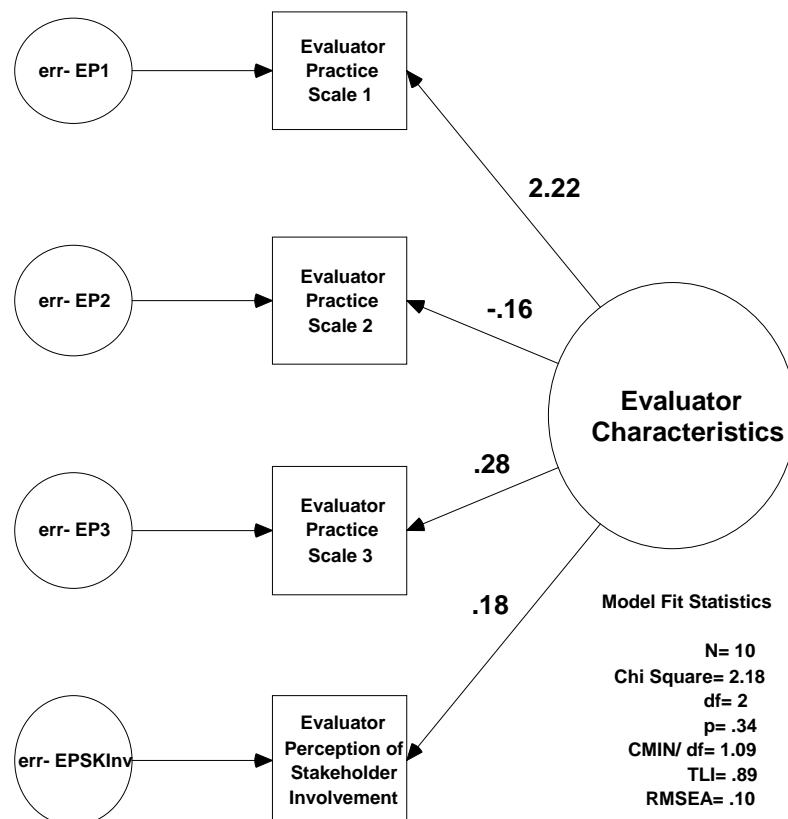 err- EP1
Evaluator
Practice
Scale 1
2.22
err- EP2
Evaluator
Practice
Scale 2
-.16
Evaluator
Characteristics
err- EP3
Evaluator
Practice
Scale 3
.28
.18
Model Fit Statistics
N= 10
Chi Square= 2.18
df= 2
p= .34
CMIN/ df= 1.09
TLI= .89
RMSEA= .10
err- EPSKInv
Evaluator
Perception of
Stakeholder
Involvement